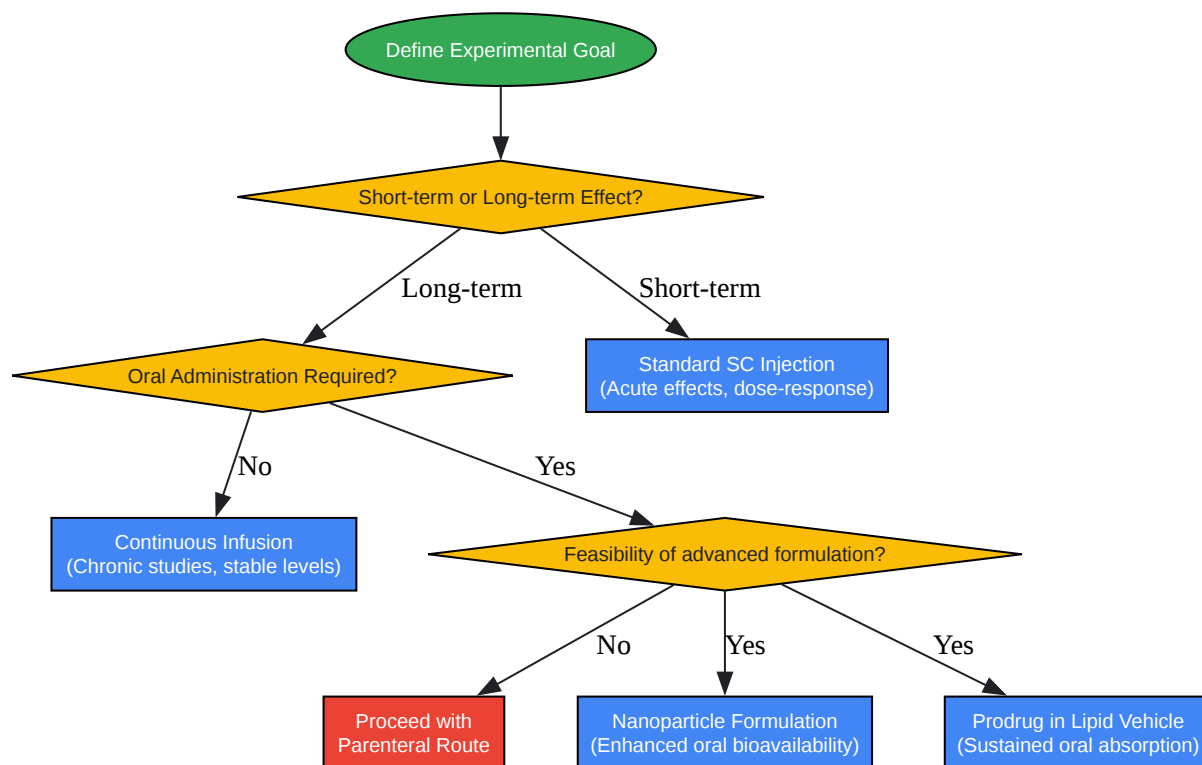 Define Experimental Goal
Short-term or Long-term Effect?
Long-term
Short-term
Oral Administration Required?
Standard SC Injection
(Acute effects, dose-response)
No
Yes
Continuous Infusion
(Chronic studies, stable levels)
Feasibility of advanced formulation?
No
Yes
Yes
Proceed with
Parenteral Route
Nanoparticle Formulation
(Enhanced oral bioavailability)
Prodrug in Lipid Vehicle
(Sustained oral absorption)